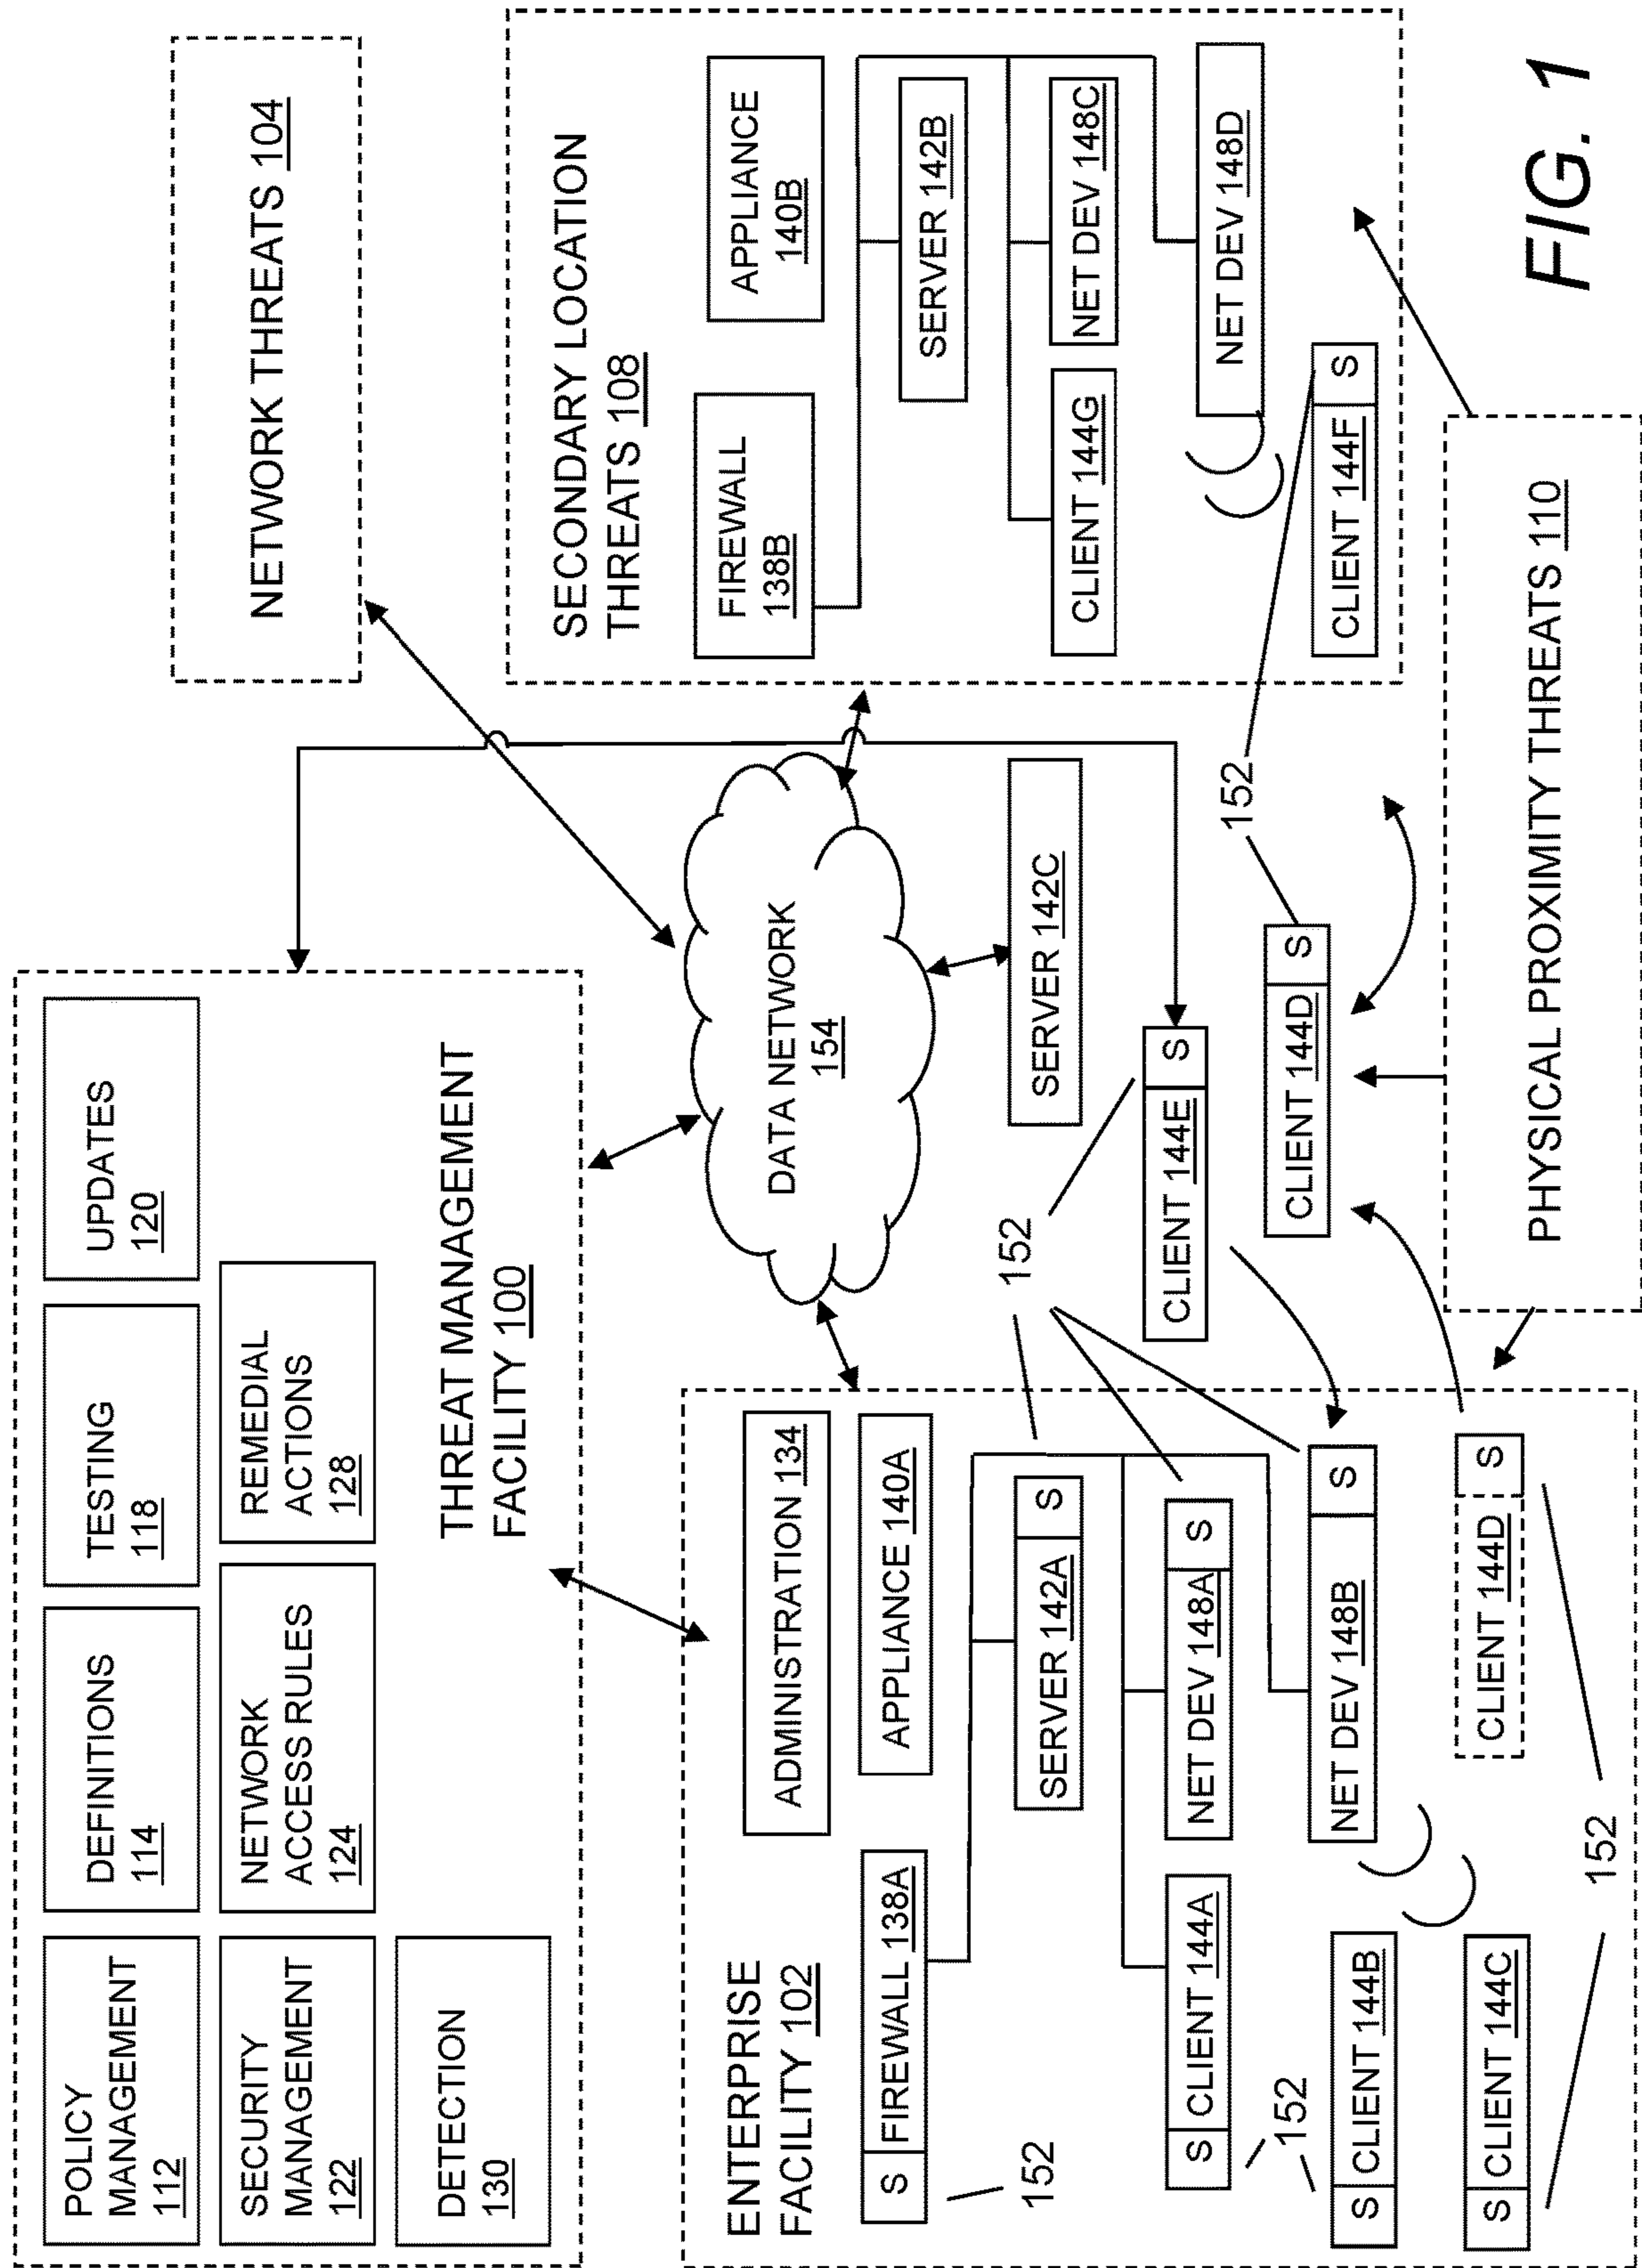 POLICY
MANAGEMENT
112
DEFINITIONS
114
TESTING
118
UPDATES
120
SECURITY
MANAGEMENT
122
NETWORK
ACCESS RULES
124
REMEDIAL
ACTIONS
128
DETECTION
130
THREAT MANAGEMENT
FACILITY 100
NETWORK THREATS 104
ENTERPRISE
FACILITY 102
ADMINISTRATION 134
S FIREWALL 138A
APPLIANCE 140A
SERVER 142A S
S CLIENT 144A
NET DEV 148A S
NET DEV 148B S
S CLIENT 144B
S CLIENT 144C
CLIENT 144D S
152
152
152
152
DATA NETWORK
154
SERVER 142C
CLIENT 144E S
CLIENT 144D S
152
SECONDARY LOCATION
THREATS 108
FIREWALL
138B
APPLIANCE
140B
SERVER 142B
CLIENT 144G
NET DEV 148C
NET DEV 148D
CLIENT 144F S
PHYSICAL PROXIMITY THREATS 110
FIG. 1